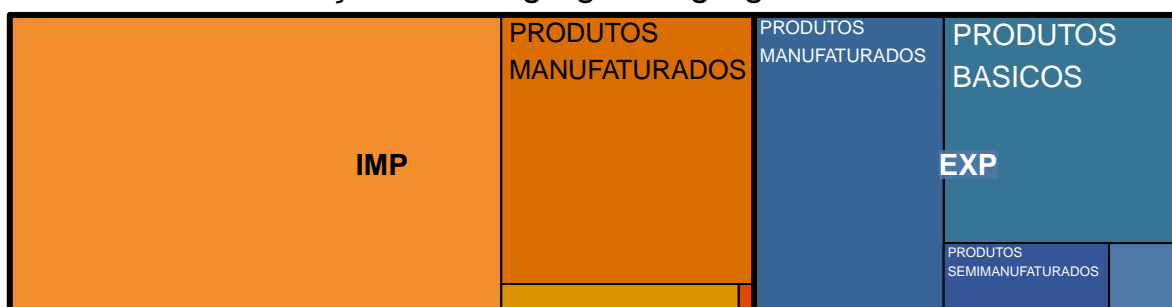 PRODUTOS
MANUFATURADOS
PRODUTOS
MANUFATURADOS
PRODUTOS
BASICOS
IMP
EXP
PRODUTOS
SEMIMANUFATURADOS